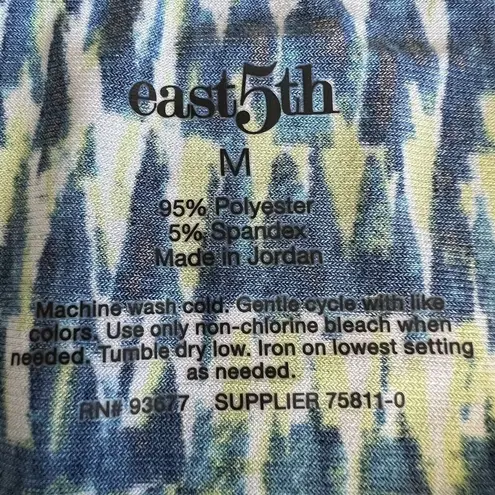 east5th
M
95% Polyester
5% Spandex
Made in Jordan
Machine wash cold. Gentle cycle with like
colors. Use only non-chlorine bleach when
needed. Tumble dry low. Iron on lowest setting
as needed.
RN# 93677 SUPPLIER 75811-0